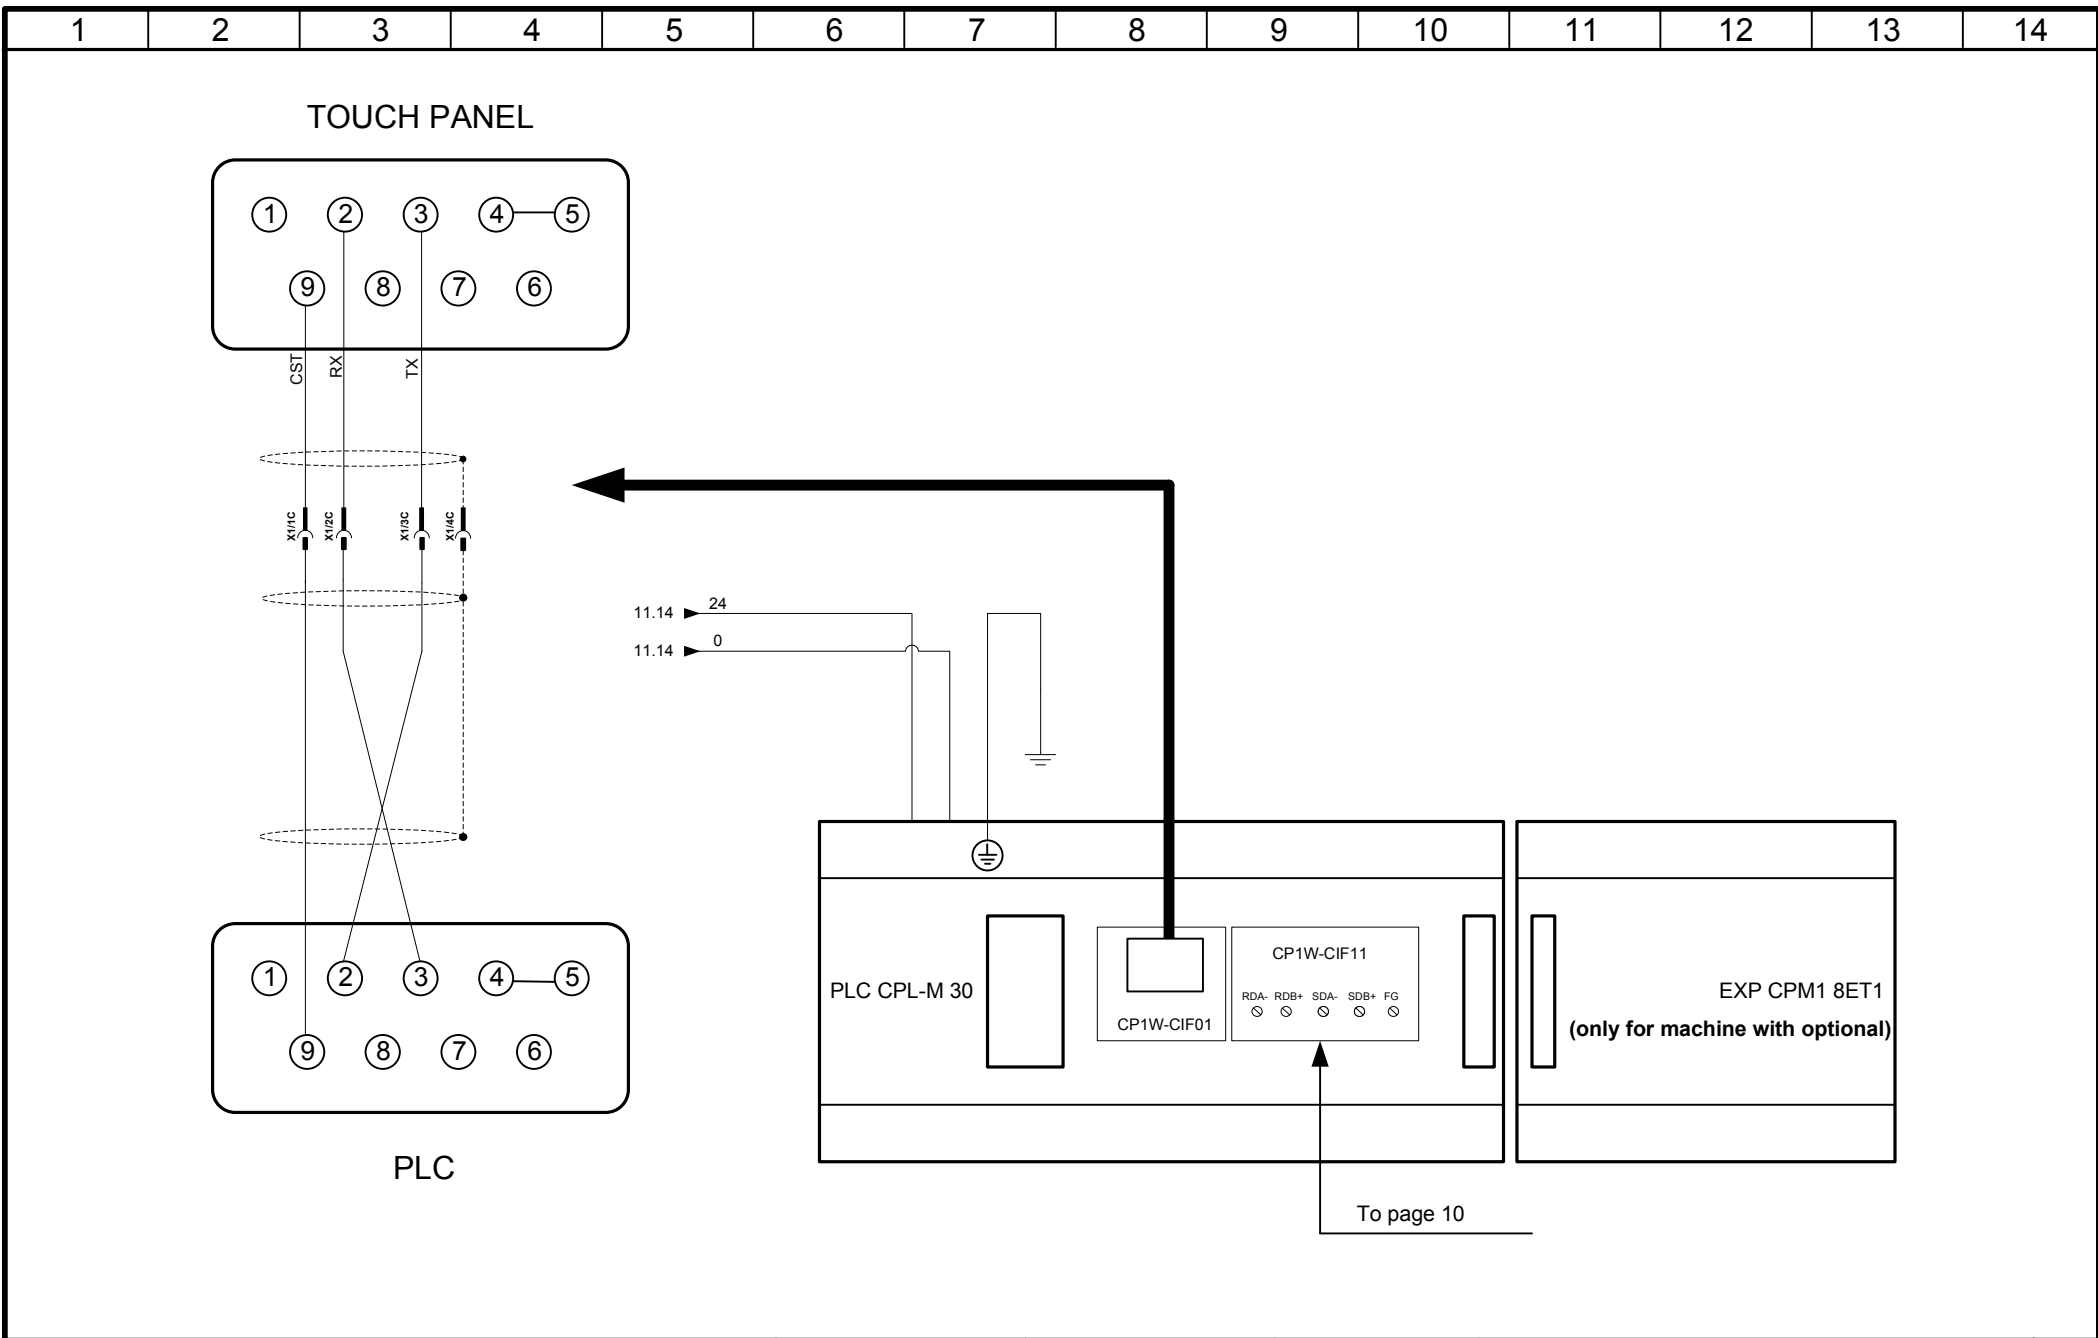 1 2 3 4 5 6 7 8 9 10 11 12 13 14
TOUCH PANEL
1 2 3 4 5
9 8 7 6
CST RX TX
X1/1C X1/2C X1/3C X1/4C
11.14 24
11.14 0
PLC CPL-M 30
CP1W-CIF01
CP1W-CIF11
RDA- RDB+ SDA- SDB+ FG
EXP CPM1 8ET1
(only for machine with optional)
1 2 3 4 5
9 8 7 6
PLC
To page 10